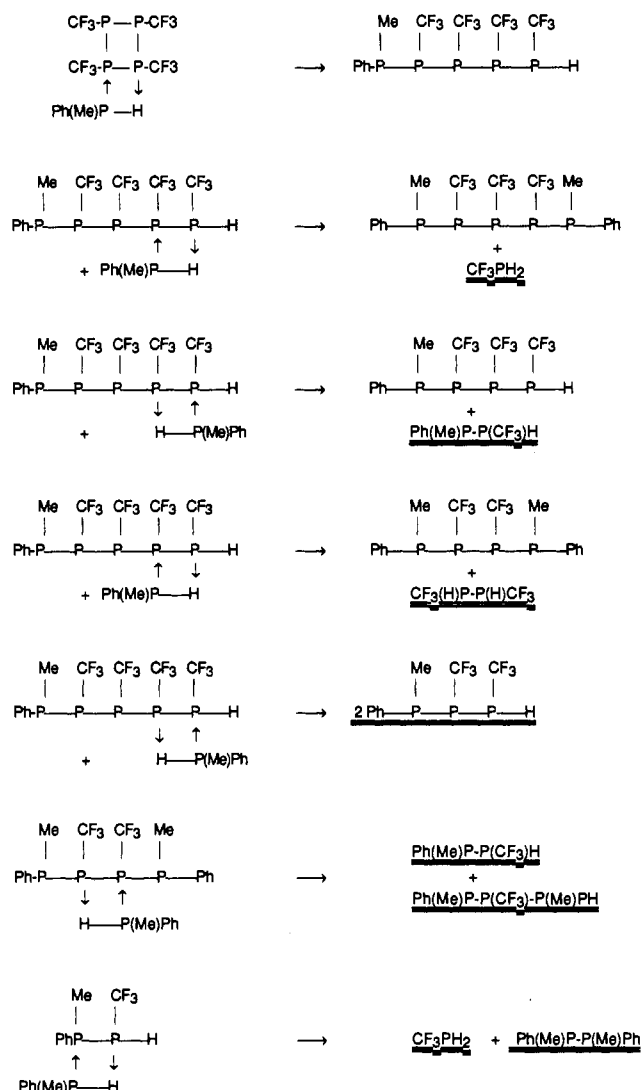 CF₃-P—P-CF3 Me CF₃ CF₃ CF₃ CF₃
CF₃-P—P-CF3 → Ph-P—P—P—P—P—H
↑ ↓
Ph(Me)P—H
Me CF₃ CF₃ CF₃ CF₃ Me CF₃ CF₃ CF₃ Me
Ph-P—P—P—P—P—H → Ph—P—P—P—P—P—Ph
↑ ↓ +
+ Ph(Me)P—H CF₃PH₂
Me CF₃ CF₃ CF₃ CF₃ Me CF₃ CF₃ CF₃
Ph-P—P—P—P—P—H → Ph—P—P—P—P—H
↓ ↑ +
+ H—P(Me)Ph Ph(Me)P-P(CF₃)H
Me CF₃ CF₃ CF₃ CF₃ Me CF₃ CF₃ Me
Ph-P—P—P—P—P—H → Ph—P—P—P—P—Ph
↑ ↓ +
+ Ph(Me)P—H CF₃(H)P-P(H)CF₃
Me CF₃ CF₃ CF₃ CF₃ Me CF₃ CF₃
Ph-P—P—P—P—P—H → 2 Ph—P—P—P—H
↓ ↑
+ H—P(Me)Ph
Me CF₃ CF₃ Me
Ph-P—P—P—P—Ph → Ph(Me)P-P(CF₃)H
↓ ↑ +
H—P(Me)Ph Ph(Me)P-P(CF₃)-P(Me)PH
Me CF₃
PhP—P—H → CF₃PH₂ + Ph(Me)P-P(Me)Ph
↑ ↓
Ph(Me)P—H